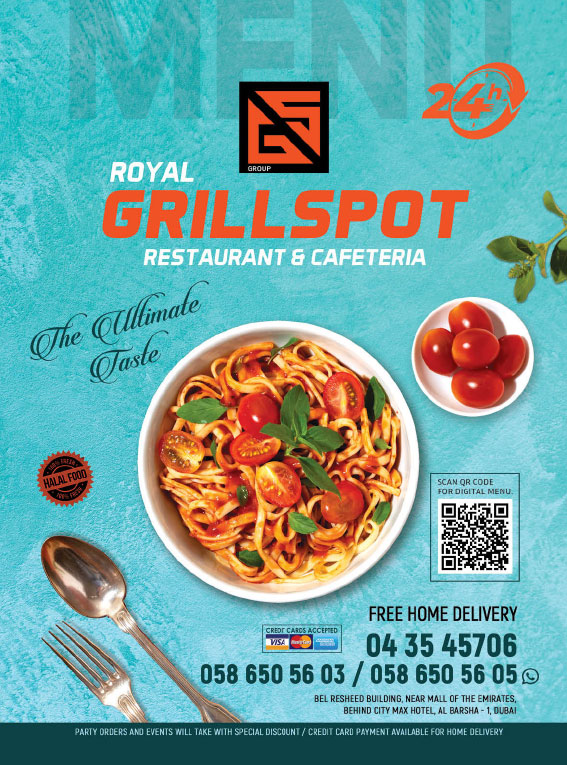 MENU
24h
GS
GROUP
ROYAL
GRILLSPOT
RESTAURANT & CAFETERIA
The Ultimate
Taste
HALAL FOOD
SCAN QR CODE
FOR DIGITAL MENU.
FREE HOME DELIVERY
CREDIT CARDS ACCEPTED
VISA
04 35 45706
058 650 56 03 / 058 650 56 05
BEL RESHEED BUILDING, NEAR MALL OF THE EMIRATES,
BEHIND CITY MAX HOTEL, AL BARSHA - 1, DUBAI
PARTY ORDERS AND EVENTS WILL TAKE WITH SPECIAL DISCOUNT / CREDIT CARD PAYMENT AVAILABLE FOR HOME DELIVERY